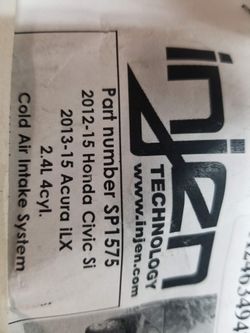 injen
TECHNOLOGY
www.injen.com
Part number SP1575
2012-15 Honda Civic Si
2013-15 Acura iLX
2.4L 4cyl.
Cold Air Intake System